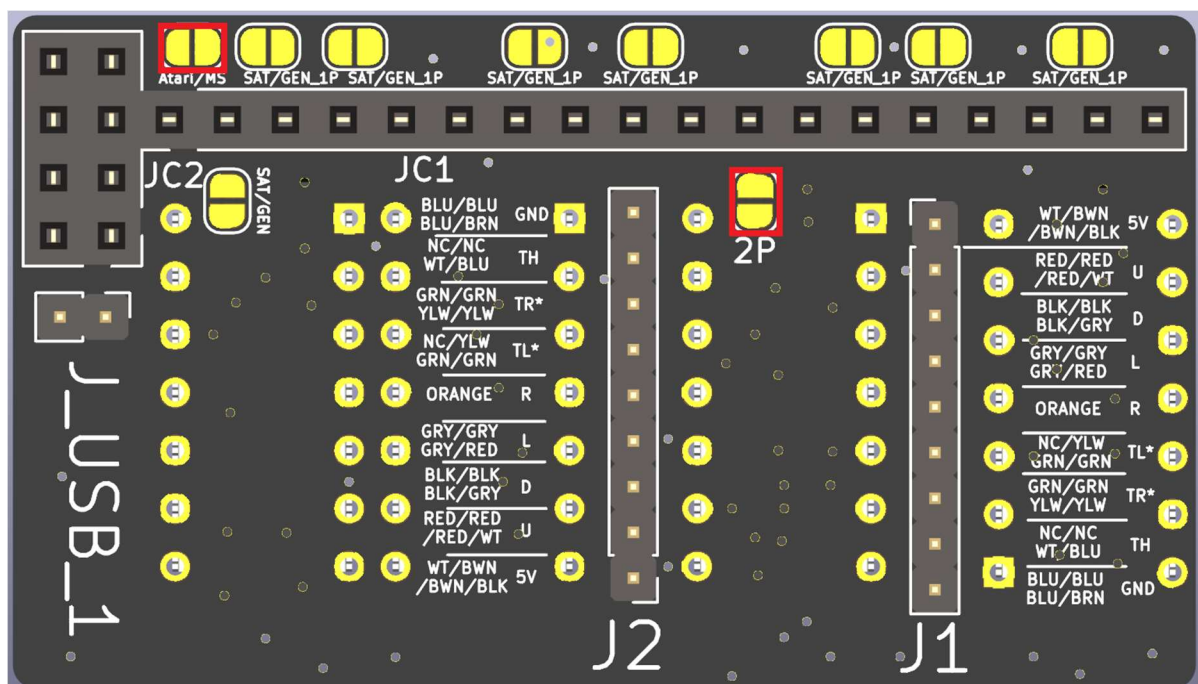 Atari/MS SAT/GEN_1P SAT/GEN_1P SAT/GEN_1P SAT/GEN_1P SAT/GEN_1P SAT/GEN_1P SAT/GEN_1P
JC2
SAT/GEN
JC1
BLU/BLU
BLU/BRN
GND
NC/NC
WT/BLU
TH
GRN/GRN
YLW/YLW
TR*
NC/YLW
GRN/GRN
TL*
ORANGE R
GRY/GRY
GRY/RED
L
BLK/BLK
BLK/GRY
D
RED/RED
/RED/WT
U
WT/BWN
/BWN/BLK
5V
2P
WT/BWN
/BWN/BLK
5V
RED/RED
/RED/WT
U
BLK/BLK
BLK/GRY
D
GRY/GRY
GRY/RED
L
ORANGE R
NC/YLW
GRN/GRN
TL*
GRN/GRN
YLW/YLW
TR*
NC/NC
WT/BLU
TH
BLU/BLU
BLU/BRN
GND
J_USB_1
J2
J1